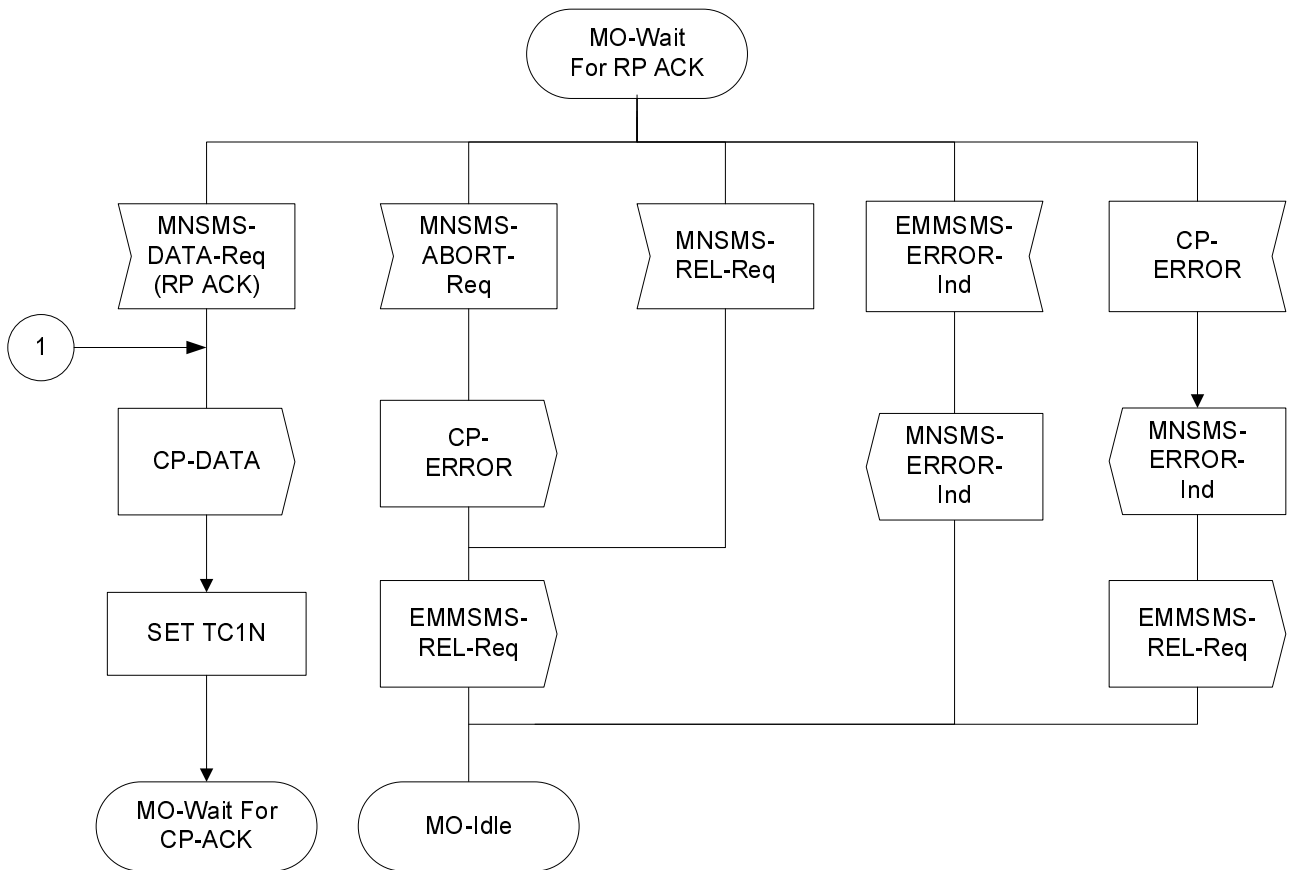 MO-Wait
For RP ACK
MNSMS-
DATA-Req
(RP ACK)
MNSMS-
ABORT-
Req
MNSMS-
REL-Req
EMMSMS-
ERROR-
Ind
CP-
ERROR
1
CP-DATA
CP-
ERROR
MNSMS-
ERROR-
Ind
MNSMS-
ERROR-
Ind
SET TC1N
EMMSMS-
REL-Req
EMMSMS-
REL-Req
MO-Wait For
CP-ACK
MO-Idle